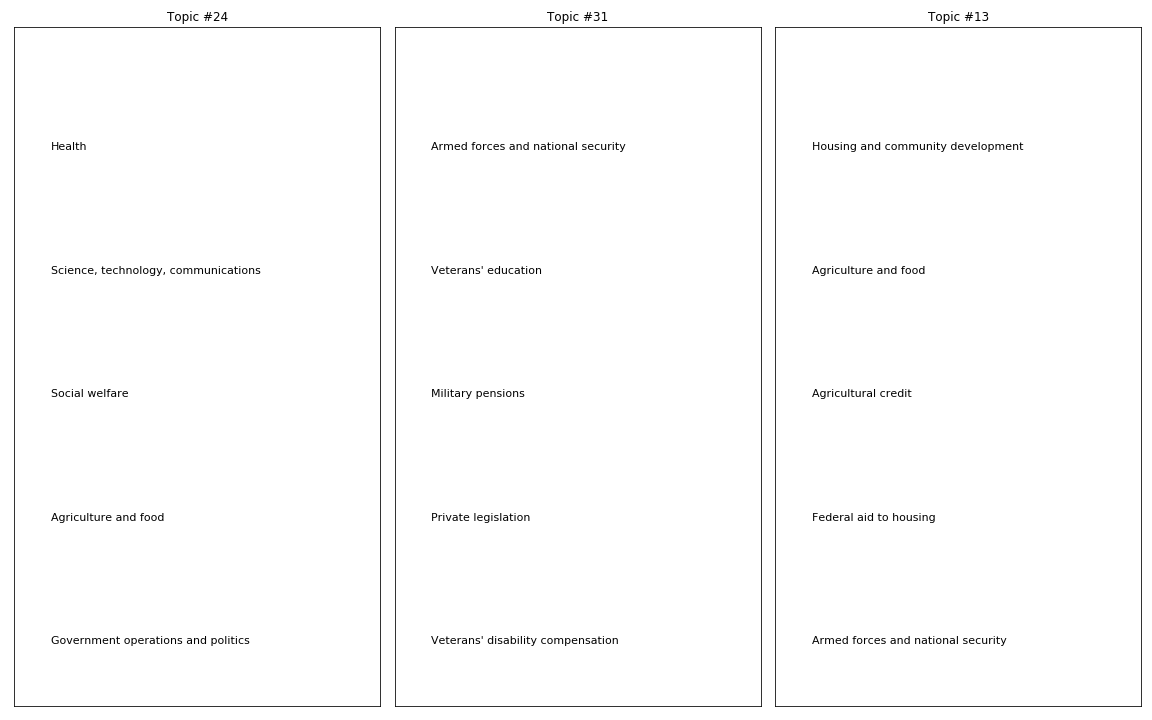 Topic #24
Health
Science, technology, communications
Social welfare
Agriculture and food
Government operations and politics
Topic #31
Armed forces and national security
Veterans' education
Military pensions
Private legislation
Veterans' disability compensation
Topic #13
Housing and community development
Agriculture and food
Agricultural credit
Federal aid to housing
Armed forces and national security